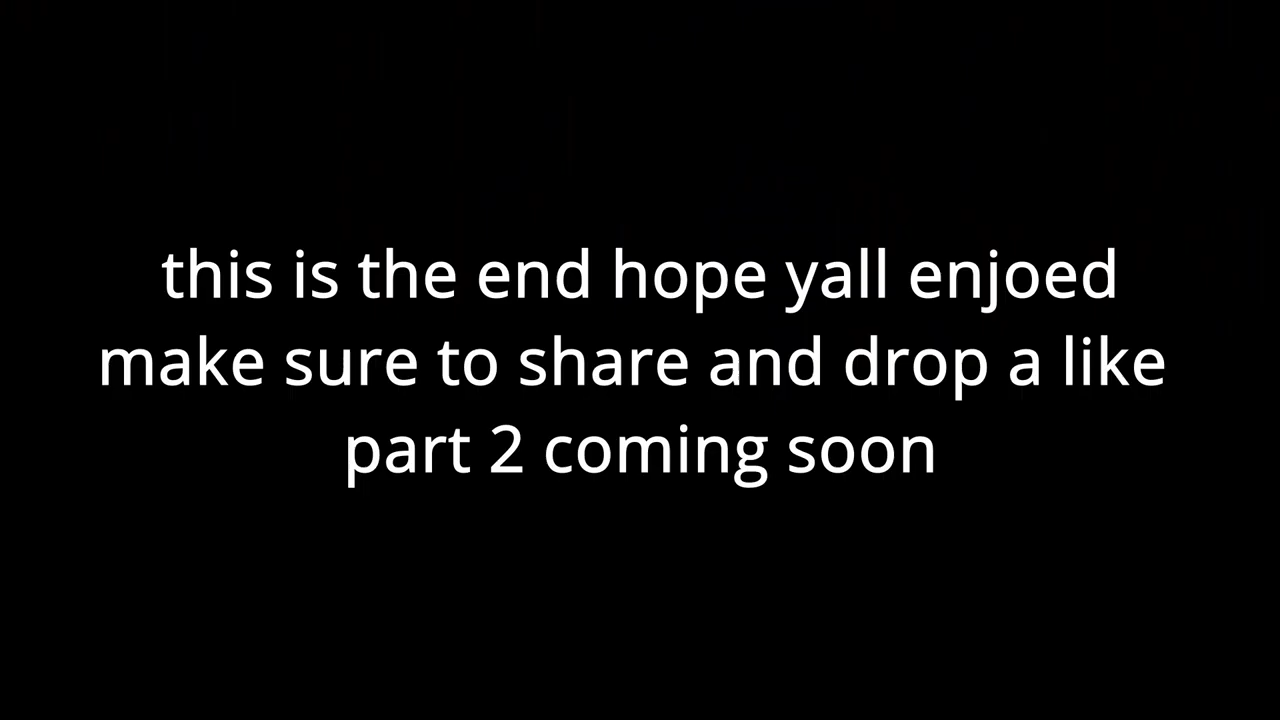 this is the end hope yall enjoed
make sure to share and drop a like
part 2 coming soon